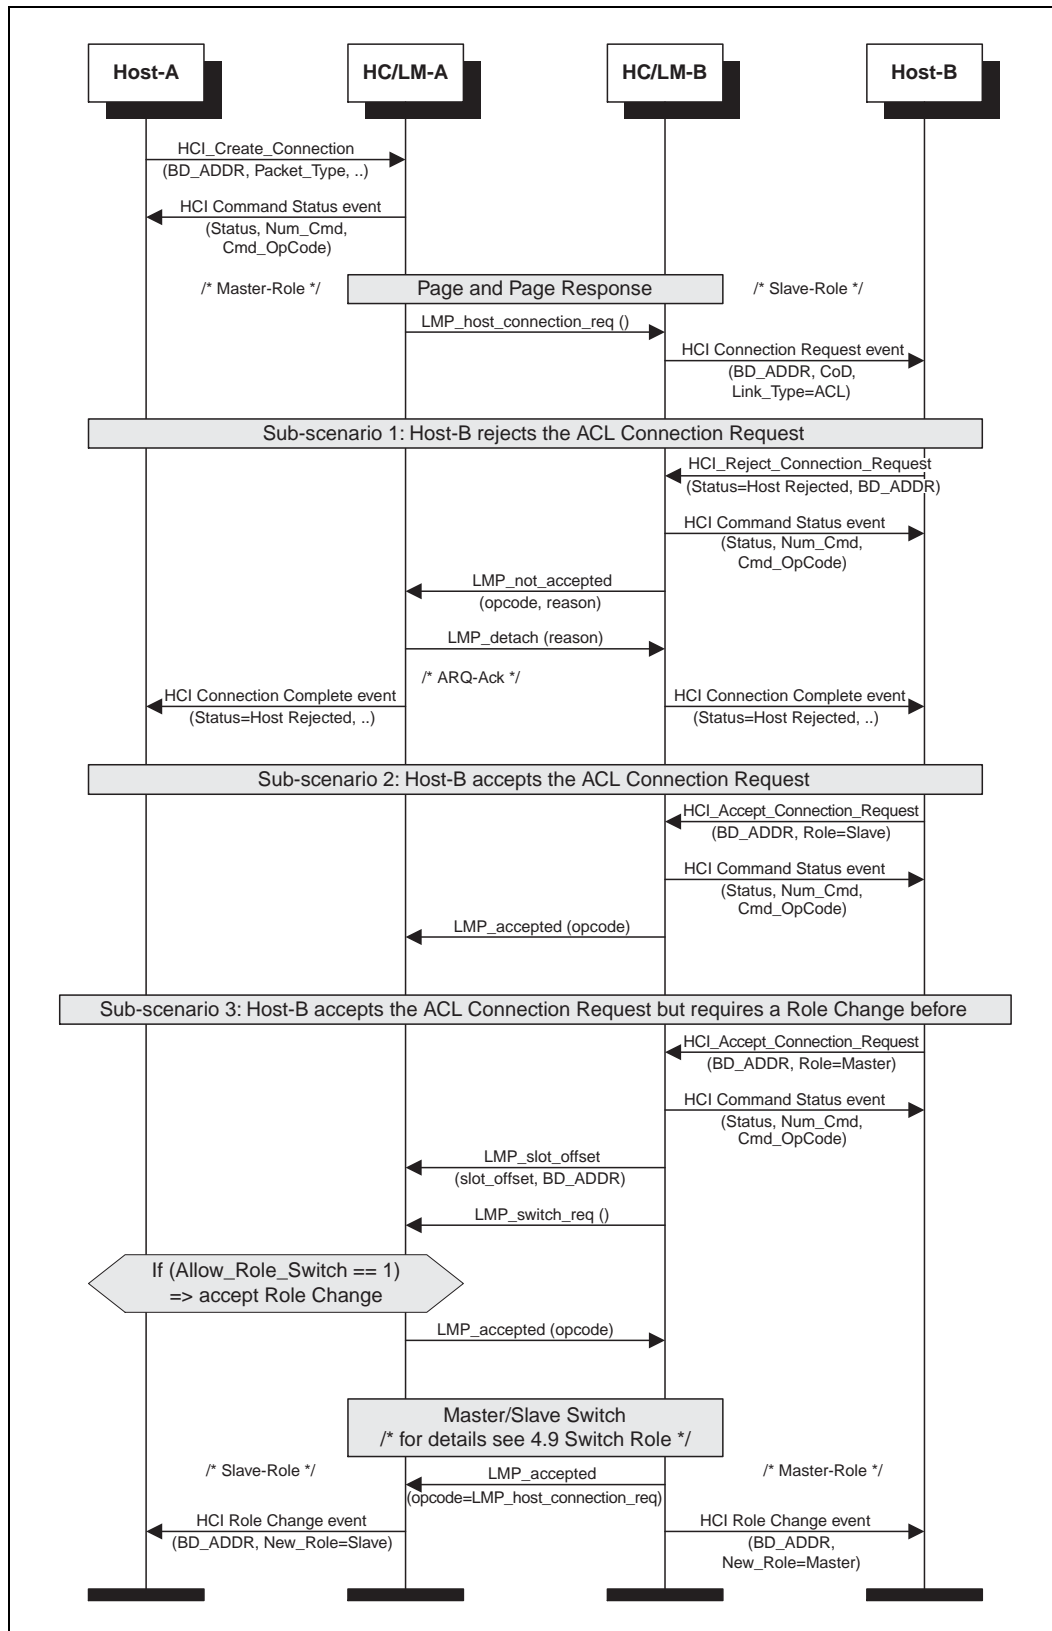 Host-A
HC/LM-A
HC/LM-B
Host-B
HCI_Create_Connection
(BD_ADDR, Packet_Type, ..)
HCI Command Status event
(Status, Num_Cmd,
Cmd_OpCode)
/* Master-Role */
Page and Page Response
/* Slave-Role */
LMP_host_connection_req ()
HCI Connection Request event
(BD_ADDR, CoD,
Link_Type=ACL)
Sub-scenario 1: Host-B rejects the ACL Connection Request
HCI_Reject_Connection_Request
(Status=Host Rejected, BD_ADDR)
HCI Command Status event
(Status, Num_Cmd,
Cmd_OpCode)
LMP_not_accepted
(opcode, reason)
LMP_detach (reason)
/* ARQ-Ack */
HCI Connection Complete event
(Status=Host Rejected, ..)
HCI Connection Complete event
(Status=Host Rejected, ..)
Sub-scenario 2: Host-B accepts the ACL Connection Request
HCI_Accept_Connection_Request
(BD_ADDR, Role=Slave)
HCI Command Status event
(Status, Num_Cmd,
Cmd_OpCode)
LMP_accepted (opcode)
Sub-scenario 3: Host-B accepts the ACL Connection Request but requires a Role Change before
HCI_Accept_Connection_Request
(BD_ADDR, Role=Master)
HCI Command Status event
(Status, Num_Cmd,
Cmd_OpCode)
LMP_slot_offset
(slot_offset, BD_ADDR)
LMP_switch_req ()
If (Allow_Role_Switch == 1)
=> accept Role Change
LMP_accepted (opcode)
Master/Slave Switch
/* for details see 4.9 Switch Role */
/* Slave-Role */
LMP_accepted
(opcode=LMP_host_connection_req)
/* Master-Role */
HCI Role Change event
(BD_ADDR, New_Role=Slave)
HCI Role Change event
(BD_ADDR,
New_Role=Master)